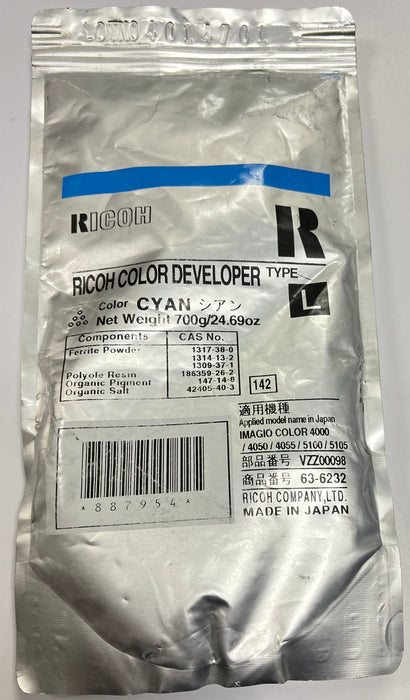 LOTNO 4014701
RICOH
R
RICOH COLOR DEVELOPER TYPE
L
Color CYAN シアン
Net Weight 700g/24.69oz
Components CAS No.
Ferrite Powder 1317-38-0
1314-13-2
1309-37-1
Polyole Resin 186359-26-2
Organic Pigment 147-14-8
Organic Salt 42405-40-3
142
適用機種
Applied model name in Japan
IMAGIO COLOR 4000
/ 4050 / 4055 / 5100 / 5105
部品番号 VZZ00098
商品番号 63-6232
RICOH COMPANY,LTD.
MADE IN JAPAN
*887954*